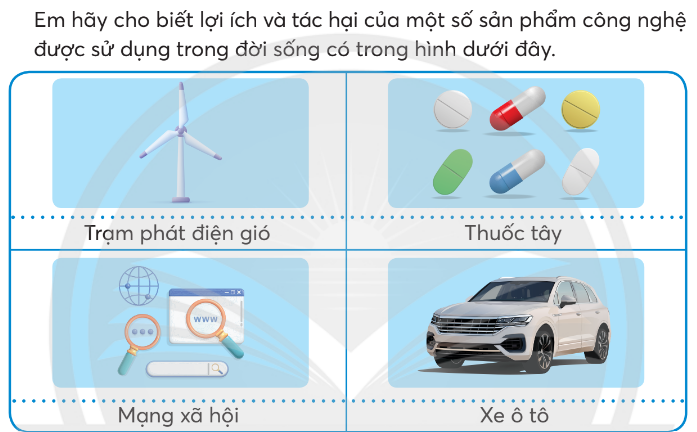 Em hãy cho biết lợi ích và tác hại của một số sản phẩm công nghệ
được sử dụng trong đời sống có trong hình dưới đây.
Trạm phát điện gió
Thuốc tây
www
Mạng xã hội
Xe ô tô